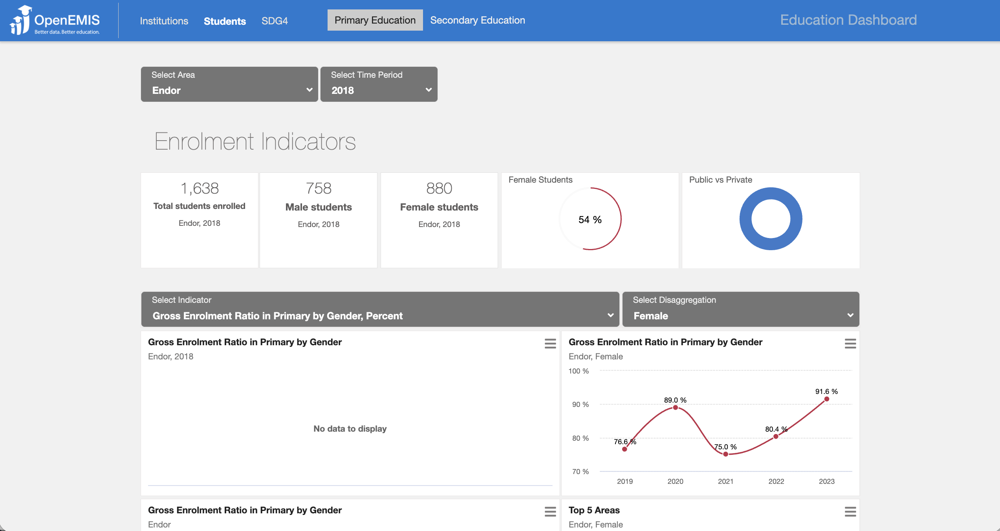 OpenEMIS
Better data. Better education.
Institutions
Students
SDG4
Primary Education
Secondary Education
Education Dashboard
Select Area
Endor
Select Time Period
2018
Enrolment Indicators
1,638
Total students enrolled
Endor, 2018
758
Male students
Endor, 2018
880
Female students
Endor, 2018
Female Students
54 %
Public vs Private
Select Indicator
Gross Enrolment Ratio in Primary by Gender, Percent
Select Disaggregation
Female
Gross Enrolment Ratio in Primary by Gender
Endor, 2018
No data to display
Gross Enrolment Ratio in Primary by Gender
Endor, Female
100 %
90 %
80 %
70 %
76.6 %
89.0 %
75.0 %
80.4 %
91.6 %
2019
2020
2021
2022
2023
Gross Enrolment Ratio in Primary by Gender
Endor
Top 5 Areas
Endor, Female